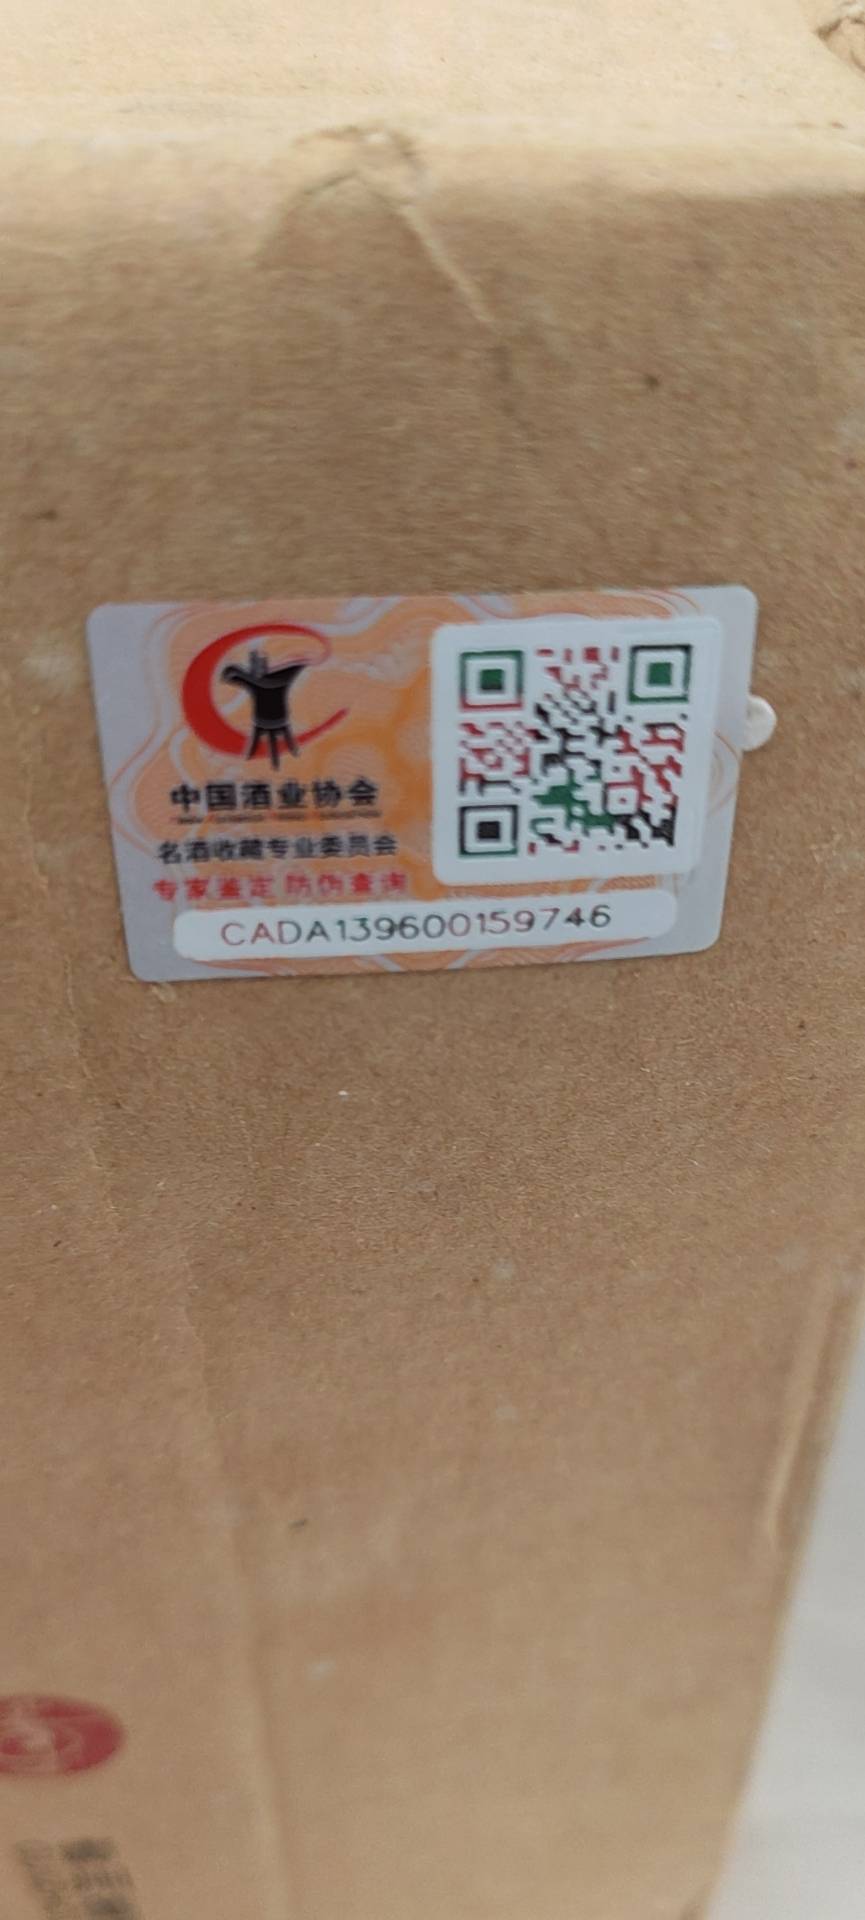 中国酒业协会
名酒收藏专业委员会
专家鉴定 防伪查询
CADA139600159746